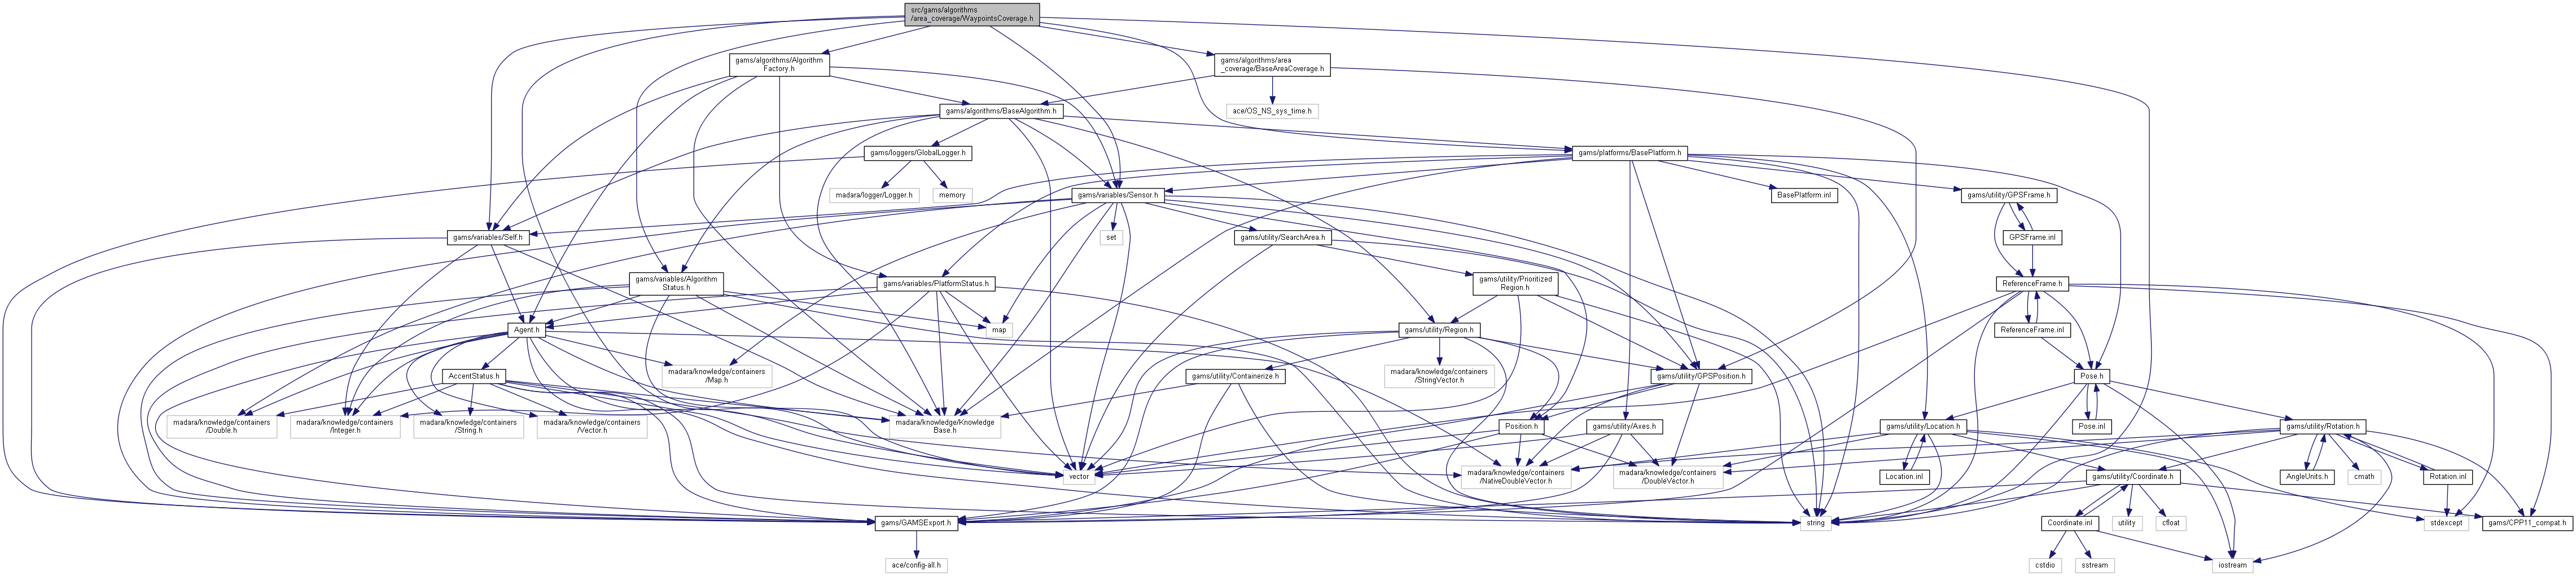 src/gams/algorithms
/area_coverage/WaypointsCoverage.h
gams/algorithms/Algorithm
Factory.h
gams/algorithms/area
_coverage/BaseAreaCoverage.h
gams/algorithms/BaseAlgorithm.h
ace/OS_NS_sys_time.h
gams/loggers/GlobalLogger.h
gams/platforms/BasePlatform.h
madara/logger/Logger.h
memory
gams/variables/Sensor.h
BasePlatform.inl
gams/utility/GPSFrame.h
gams/variables/Self.h
set
gams/utility/SearchArea.h
GPSFrame.inl
gams/variables/Algorithm
Status.h
gams/variables/PlatformStatus.h
gams/utility/Prioritized
Region.h
ReferenceFrame.h
Agent.h
map
gams/utility/Region.h
ReferenceFrame.inl
AccentStatus.h
madara/knowledge/containers
/Map.h
gams/utility/Containerize.h
madara/knowledge/containers
/StringVector.h
gams/utility/GPSPosition.h
Pose.h
madara/knowledge/containers
/Double.h
madara/knowledge/containers
/Integer.h
madara/knowledge/containers
/String.h
madara/knowledge/containers
/Vector.h
madara/knowledge/Knowledge
Base.h
Position.h
gams/utility/Axes.h
gams/utility/Location.h
Pose.inl
gams/utility/Rotation.h
vector
madara/knowledge/containers
/NativeDoubleVector.h
madara/knowledge/containers
/DoubleVector.h
Location.inl
gams/utility/Coordinate.h
AngleUnits.h
cmath
Rotation.inl
gams/GAMSExport.h
string
Coordinate.inl
utility
cfloat
stdexcept
gams/CPP11_compat.h
ace/config-all.h
cstdio
sstream
iostream